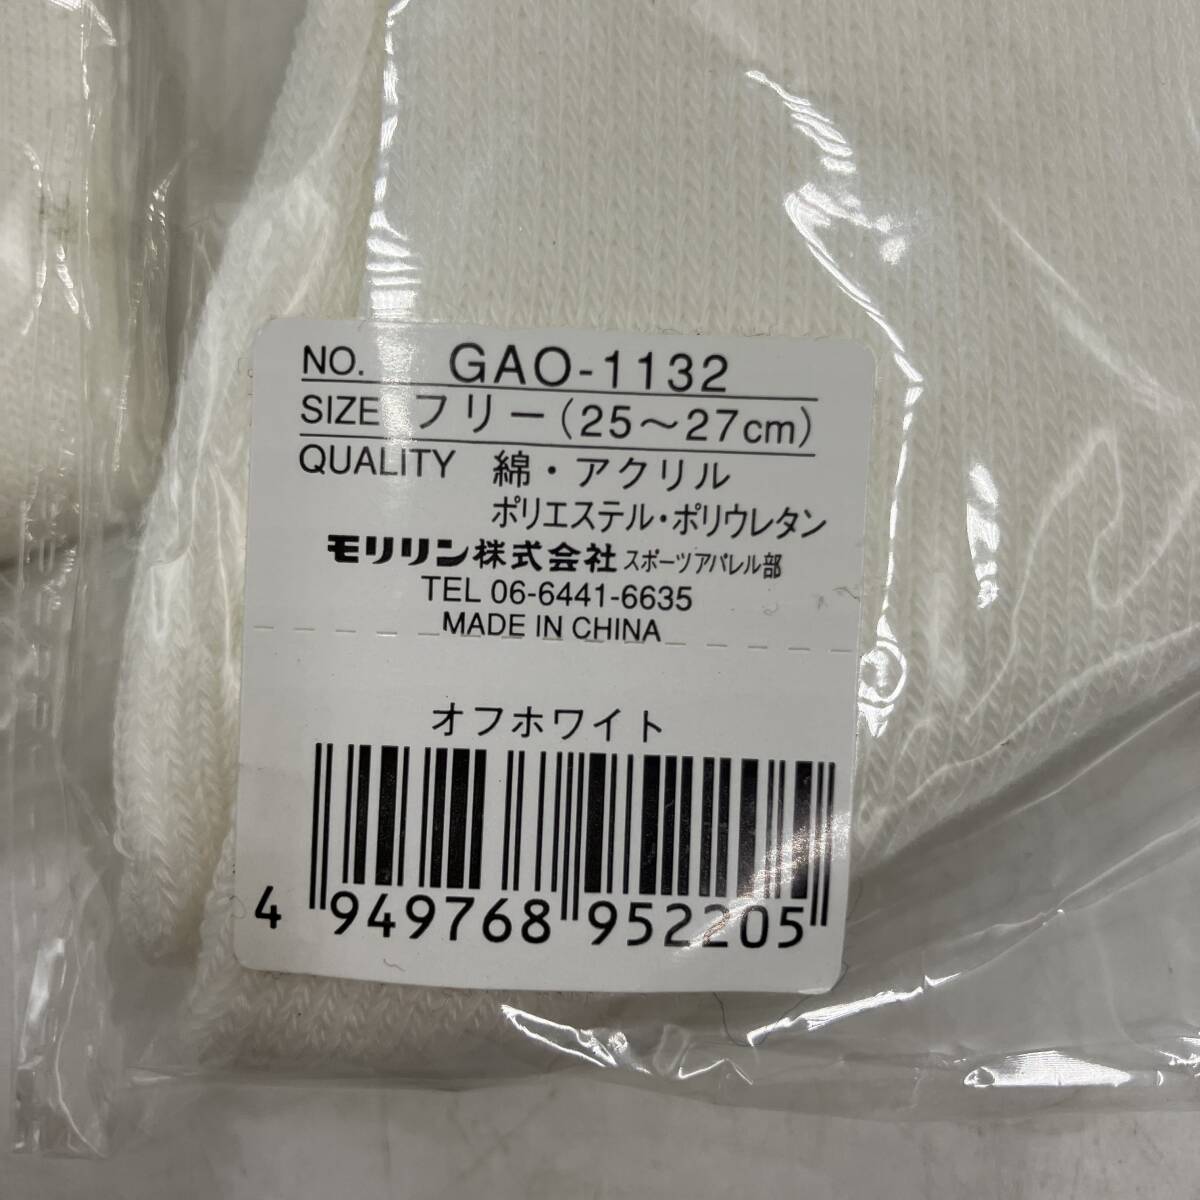 NO. GAO-1132
SIZE フリー(25〜27cm)
QUALITY 綿・アクリル
ポリエステル・ポリウレタン
モリリン株式会社 スポーツアパレル部
TEL 06-6441-6635
MADE IN CHINA
オフホワイト
4 949768 952205